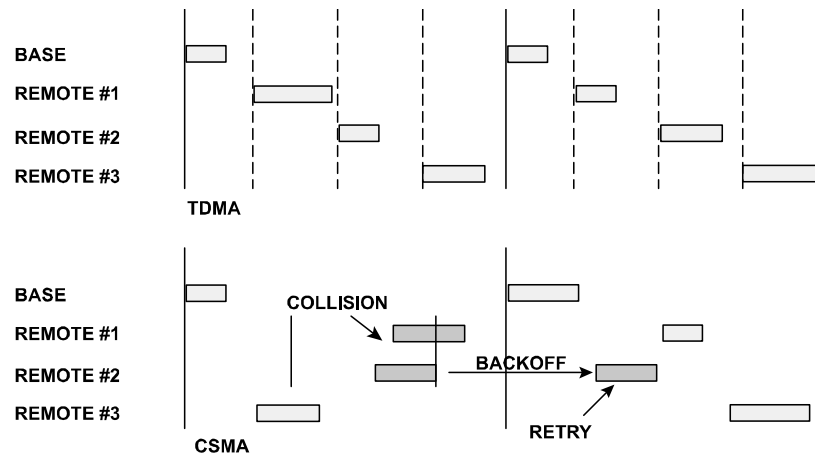 BASE
REMOTE #1
REMOTE #2
REMOTE #3
TDMA
BASE
COLLISION
REMOTE #1
REMOTE #2
BACKOFF
REMOTE #3
RETRY
CSMA